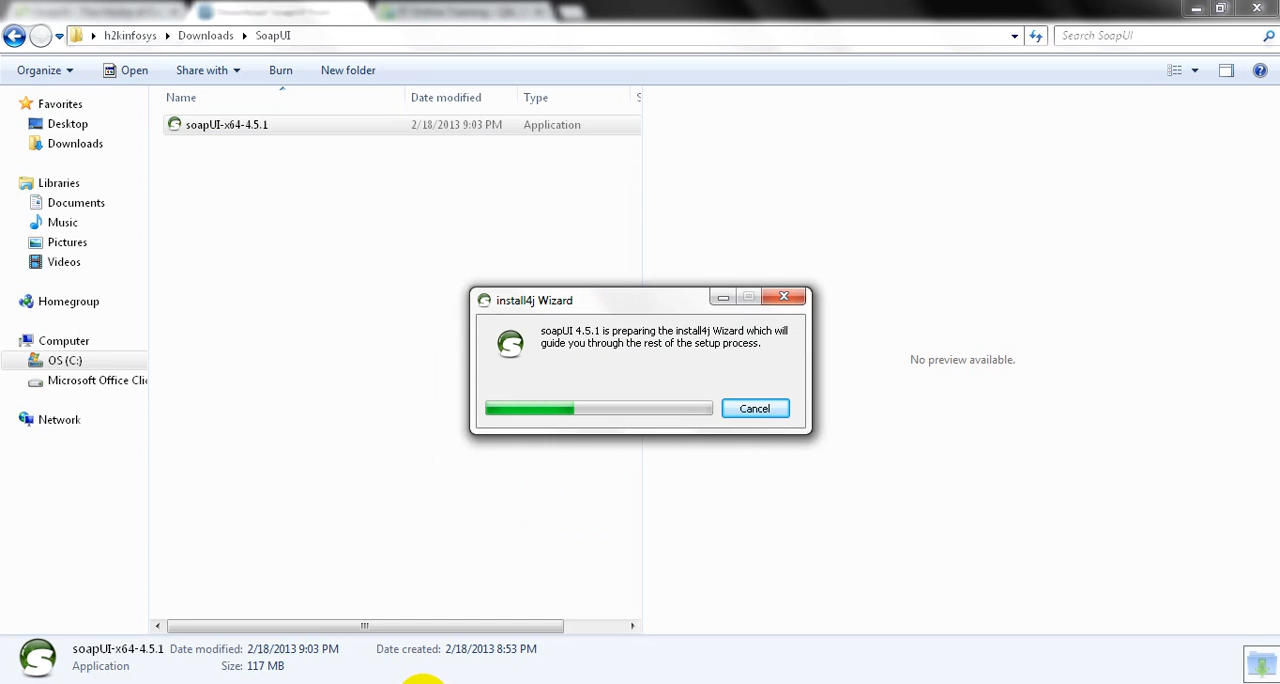 h2kinfosys Downloads SoapUI
Search SoapUI
Organize Open Share with Burn New folder
Name Date modified Type S
Favorites
Desktop
Downloads
Libraries
Documents
Music
Pictures
Videos
Homegroup
Computer
OS (C:)
Microsoft Office Clic
Network
soapUI-x64-4.5.1 2/18/2013 9:03 PM Application
install4j Wizard
soapUI 4.5.1 is preparing the install4j Wizard which will
guide you through the rest of the setup process.
Cancel
No preview available.
soapUI-x64-4.5.1 Date modified: 2/18/2013 9:03 PM Date created: 2/18/2013 8:53 PM
Application Size: 117 MB